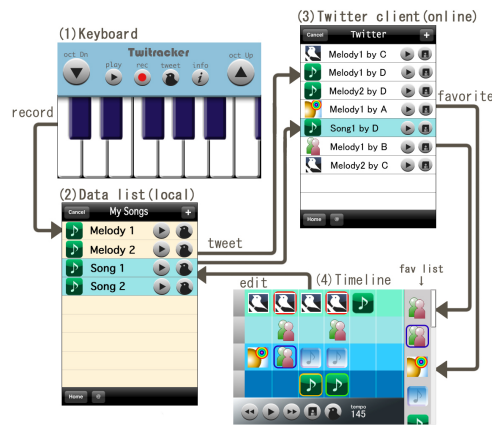 (1)Keyboard
oct Dn
Twitracker
oct Up
play
rec
tweet
info
i
record
(2)Data list(local)
Cancel
My Songs
+
Melody 1
Melody 2
Song 1
Song 2
Home
@
tweet
(3)Twitter client(online)
Cancel
Twitter
+
Melody1 by C
Melody1 by D
Melody2 by D
Melody1 by A
Song1 by D
Melody1 by B
Melody2 by C
Home
@
favorite
edit
(4)Timeline
fav list
↓
tempo
145